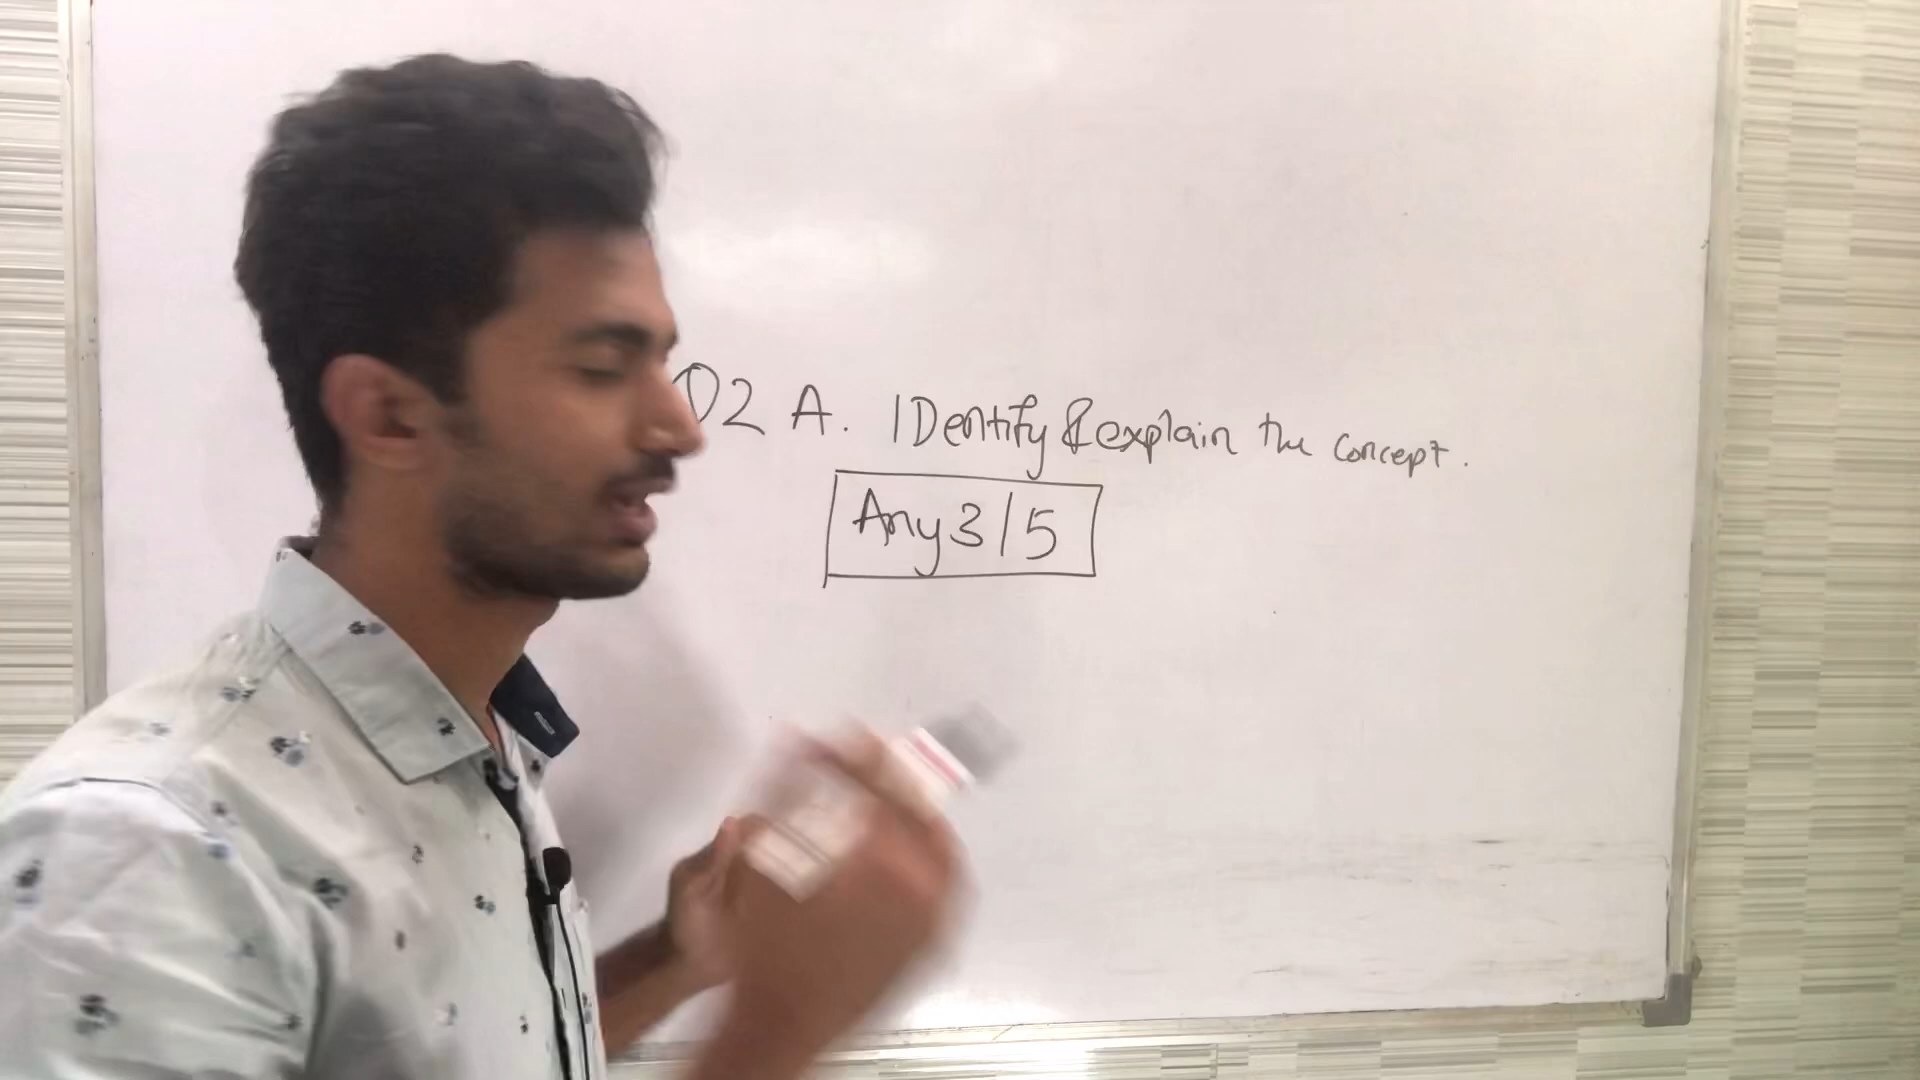 Q2 A. IDentify & explain the concept.
Any 3/5